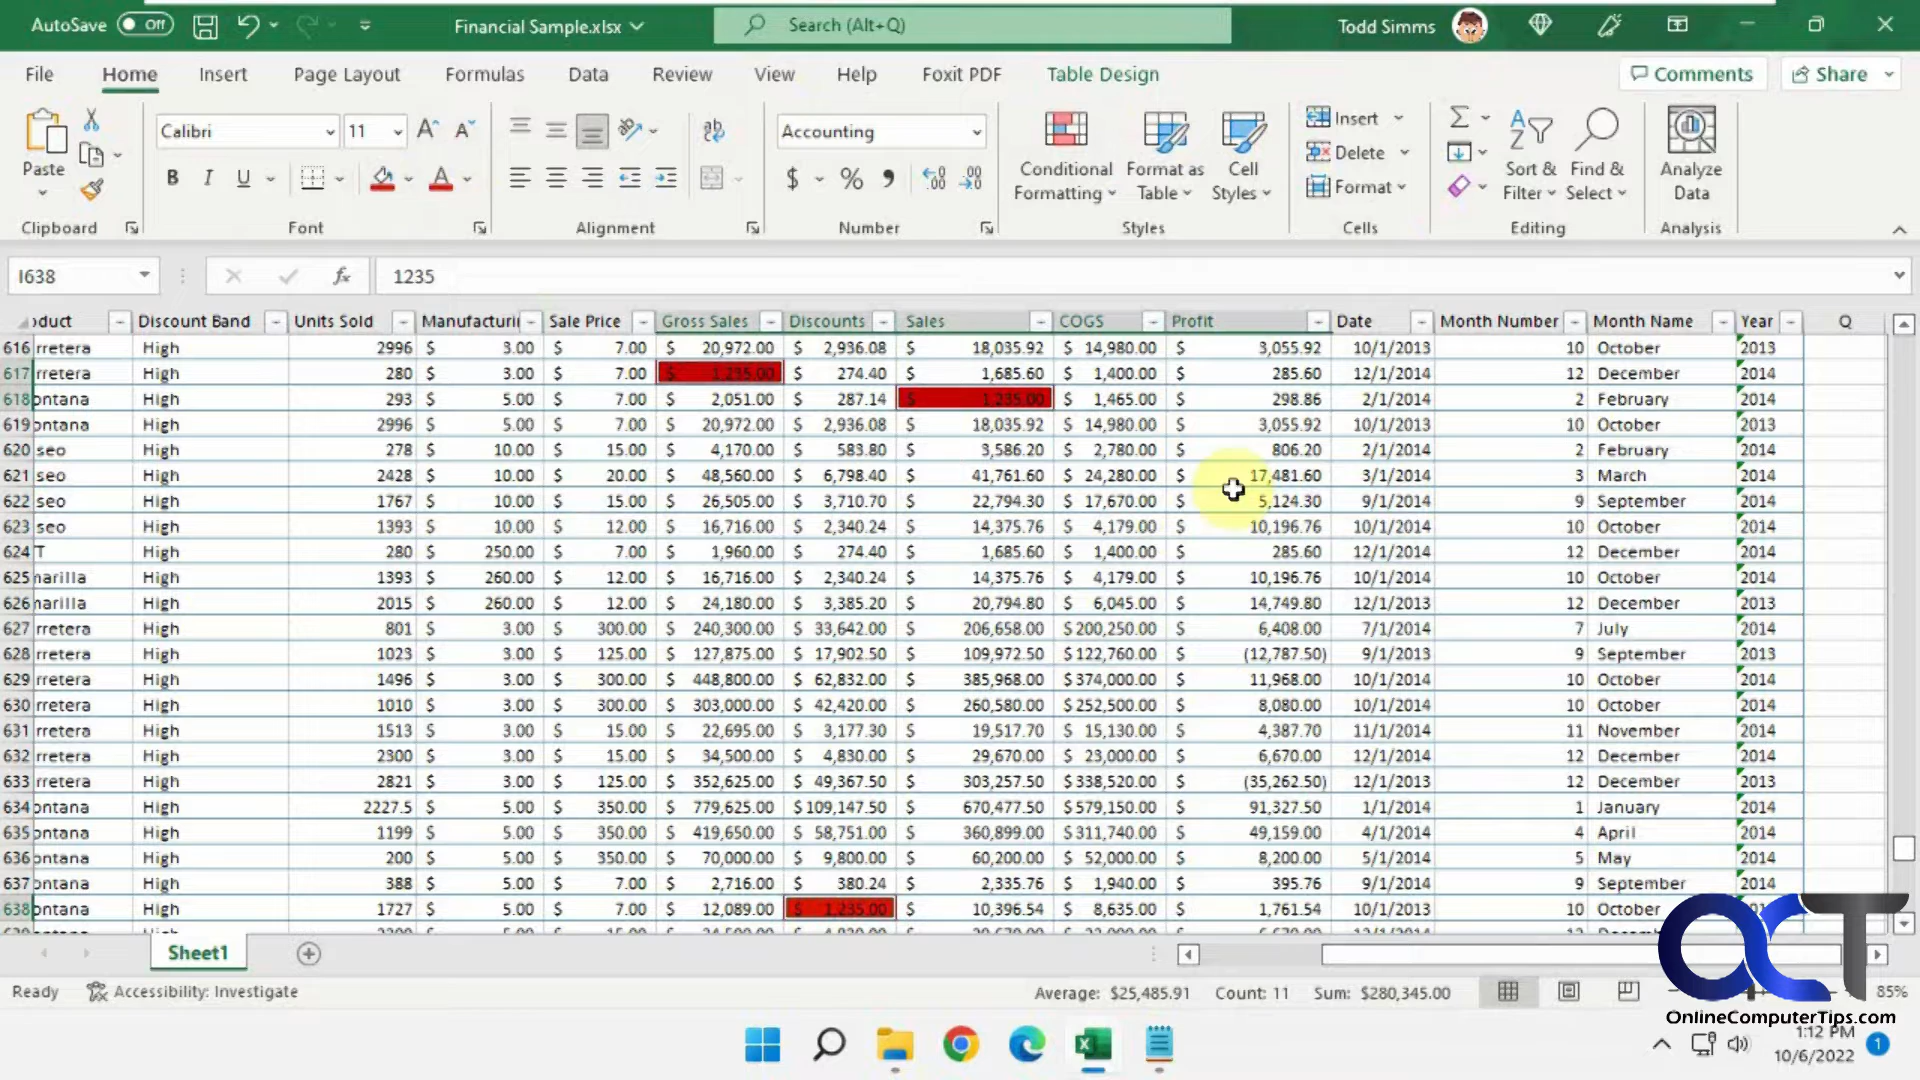 AutoSave Off Financial Sample.xlsx Search (Alt+Q) Todd Simms
File Home Insert Page Layout Formulas Data Review View Help Foxit PDF Table Design Comments Share
Paste Calibri 11 Accounting Conditional Formatting Format as Table Cell Styles Insert Delete Format Sort & Filter Find & Select Analyze Data
Clipboard Font Alignment Number Styles Cells Editing Analysis
I638 fx 1235
oduct Discount Band Units Sold Manufacturin Sale Price Gross Sales Discounts Sales COGS Profit Date Month Number Month Name Year Q
616 rretera High 2996 $ 3.00 $ 7.00 $ 20,972.00 $ 2,936.08 $ 18,035.92 $ 14,980.00 $ 3,055.92 10/1/2013 10 October 2013
617 rretera High 280 $ 3.00 $ 7.00 $ 1,235.00 $ 274.40 $ 1,685.60 $ 1,400.00 $ 285.60 12/1/2014 12 December 2014
618 ontana High 293 $ 5.00 $ 7.00 $ 2,051.00 $ 287.14 $ 1,235.00 $ 1,465.00 $ 298.86 2/1/2014 2 February 2014
619 ontana High 2996 $ 5.00 $ 7.00 $ 20,972.00 $ 2,936.08 $ 18,035.92 $ 14,980.00 $ 3,055.92 10/1/2013 10 October 2013
620 seo High 278 $ 10.00 $ 15.00 $ 4,170.00 $ 583.80 $ 3,586.20 $ 2,780.00 $ 806.20 2/1/2014 2 February 2014
621 seo High 2428 $ 10.00 $ 20.00 $ 48,560.00 $ 6,798.40 $ 41,761.60 $ 24,280.00 $ 17,481.60 3/1/2014 3 March 2014
622 seo High 1767 $ 10.00 $ 15.00 $ 26,505.00 $ 3,710.70 $ 22,794.30 $ 17,670.00 $ 5,124.30 9/1/2014 9 September 2014
623 seo High 1393 $ 10.00 $ 12.00 $ 16,716.00 $ 2,340.24 $ 14,375.76 $ 4,179.00 $ 10,196.76 10/1/2014 10 October 2014
624 T High 280 $ 250.00 $ 7.00 $ 1,960.00 $ 274.40 $ 1,685.60 $ 1,400.00 $ 285.60 12/1/2014 12 December 2014
625 narilla High 1393 $ 260.00 $ 12.00 $ 16,716.00 $ 2,340.24 $ 14,375.76 $ 4,179.00 $ 10,196.76 10/1/2014 10 October 2014
626 narilla High 2015 $ 260.00 $ 12.00 $ 24,180.00 $ 3,385.20 $ 20,794.80 $ 6,045.00 $ 14,749.80 12/1/2013 12 December 2013
627 rretera High 801 $ 3.00 $ 300.00 $ 240,300.00 $ 33,642.00 $ 206,658.00 $ 200,250.00 $ 6,408.00 7/1/2014 7 July 2014
628 rretera High 1023 $ 3.00 $ 125.00 $ 127,875.00 $ 17,902.50 $ 109,972.50 $ 122,760.00 $ (12,787.50) 9/1/2013 9 September 2013
629 rretera High 1496 $ 3.00 $ 300.00 $ 448,800.00 $ 62,832.00 $ 385,968.00 $ 374,000.00 $ 11,968.00 10/1/2014 10 October 2014
630 rretera High 1010 $ 3.00 $ 300.00 $ 303,000.00 $ 42,420.00 $ 260,580.00 $ 252,500.00 $ 8,080.00 10/1/2014 10 October 2014
631 rretera High 1513 $ 3.00 $ 15.00 $ 22,695.00 $ 3,177.30 $ 19,517.70 $ 15,130.00 $ 4,387.70 11/1/2014 11 November 2014
632 rretera High 2300 $ 3.00 $ 15.00 $ 34,500.00 $ 4,830.00 $ 29,670.00 $ 23,000.00 $ 6,670.00 12/1/2014 12 December 2014
633 rretera High 2821 $ 3.00 $ 125.00 $ 352,625.00 $ 49,367.50 $ 303,257.50 $ 338,520.00 $ (35,262.50) 12/1/2013 12 December 2013
634 ontana High 2227.5 $ 5.00 $ 350.00 $ 779,625.00 $ 109,147.50 $ 670,477.50 $ 579,150.00 $ 91,327.50 1/1/2014 1 January 2014
635 ontana High 1199 $ 5.00 $ 350.00 $ 419,650.00 $ 58,751.00 $ 360,899.00 $ 311,740.00 $ 49,159.00 4/1/2014 4 April 2014
636 ontana High 200 $ 5.00 $ 350.00 $ 70,000.00 $ 9,800.00 $ 60,200.00 $ 52,000.00 $ 8,200.00 5/1/2014 5 May 2014
637 ontana High 388 $ 5.00 $ 7.00 $ 2,716.00 $ 380.24 $ 2,335.76 $ 1,940.00 $ 395.76 9/1/2014 9 September 2014
638 ontana High 1727 $ 5.00 $ 7.00 $ 12,089.00 $ 1,235.00 $ 10,396.54 $ 8,635.00 $ 1,761.54 10/1/2013 10 October
Sheet1
Ready Accessibility: Investigate Average: $25,485.91 Count: 11 Sum: $280,345.00 85%
OCT
OnlineComputerTips.com
1:12 PM
10/6/2022 1